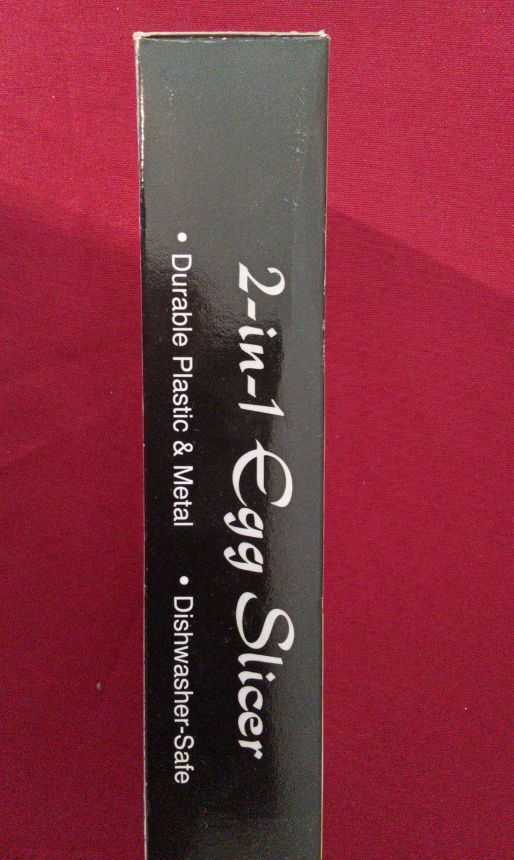 2-in-1 Egg Slicer
• Durable Plastic & Metal • Dishwasher-Safe